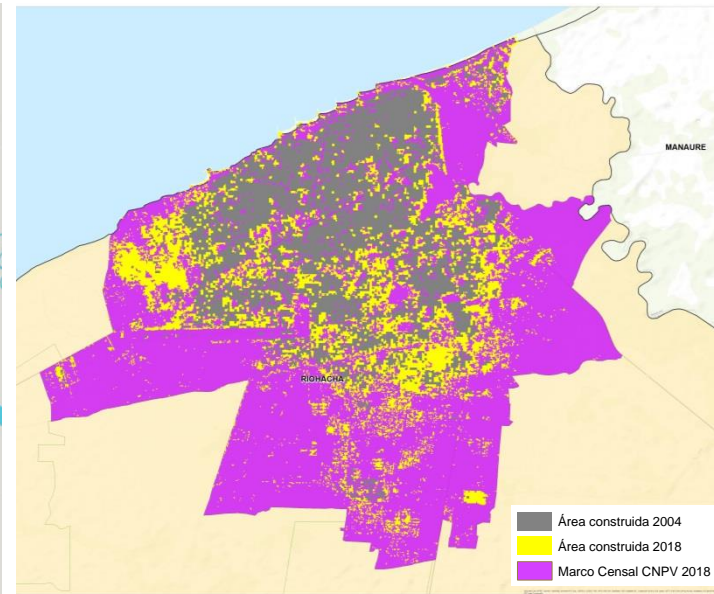 MANAURE
RIOHACHA
Área construida 2004
Área construida 2018
Marco Censal CNPV 2018